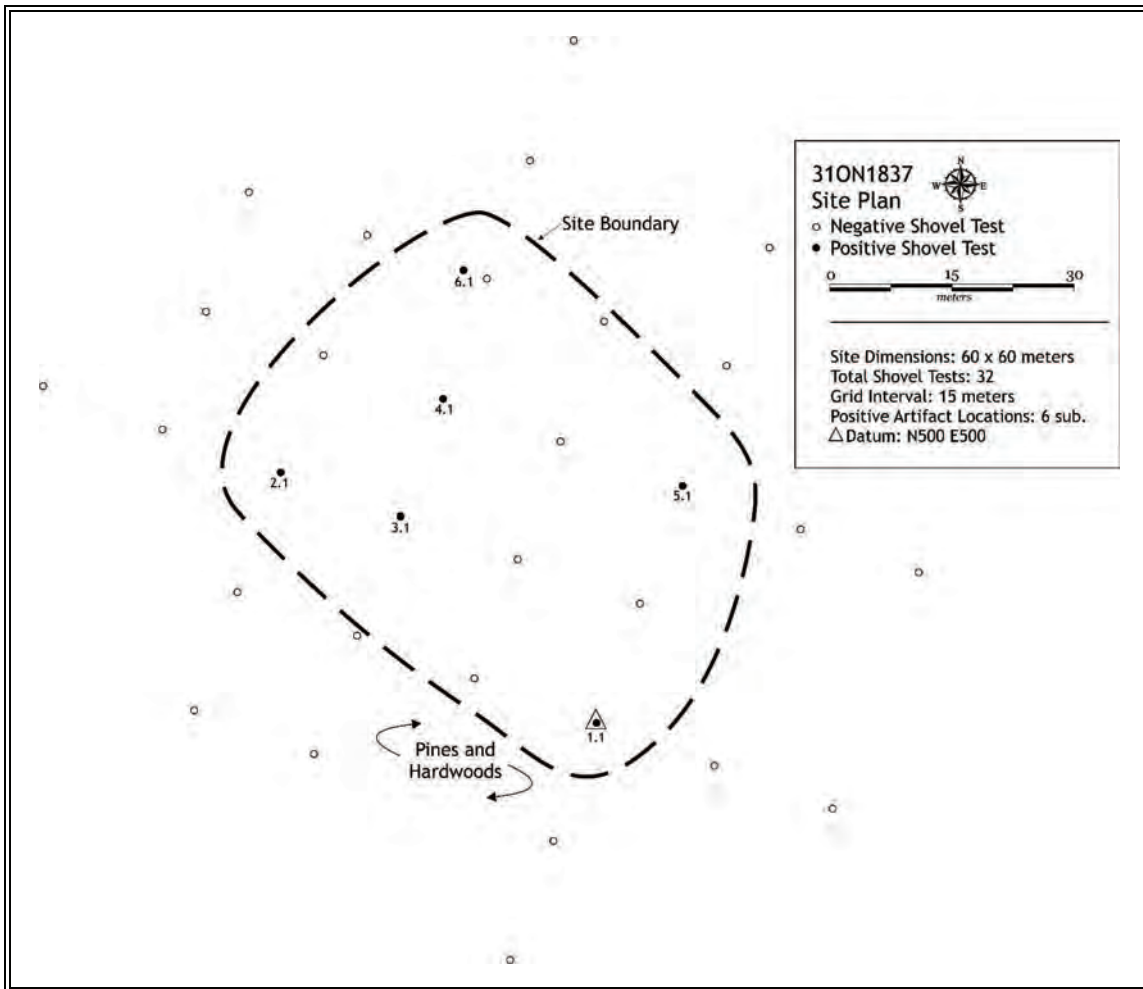 31ON1837
Site Plan
N
W E
S
Negative Shovel Test
Positive Shovel Test
0 15 30
meters
Site Dimensions: 60 x 60 meters
Total Shovel Tests: 32
Grid Interval: 15 meters
Positive Artifact Locations: 6 sub.
Datum: N500 E500
Site Boundary
6.1
4.1
2.1
5.1
3.1
1.1
Pines and
Hardwoods